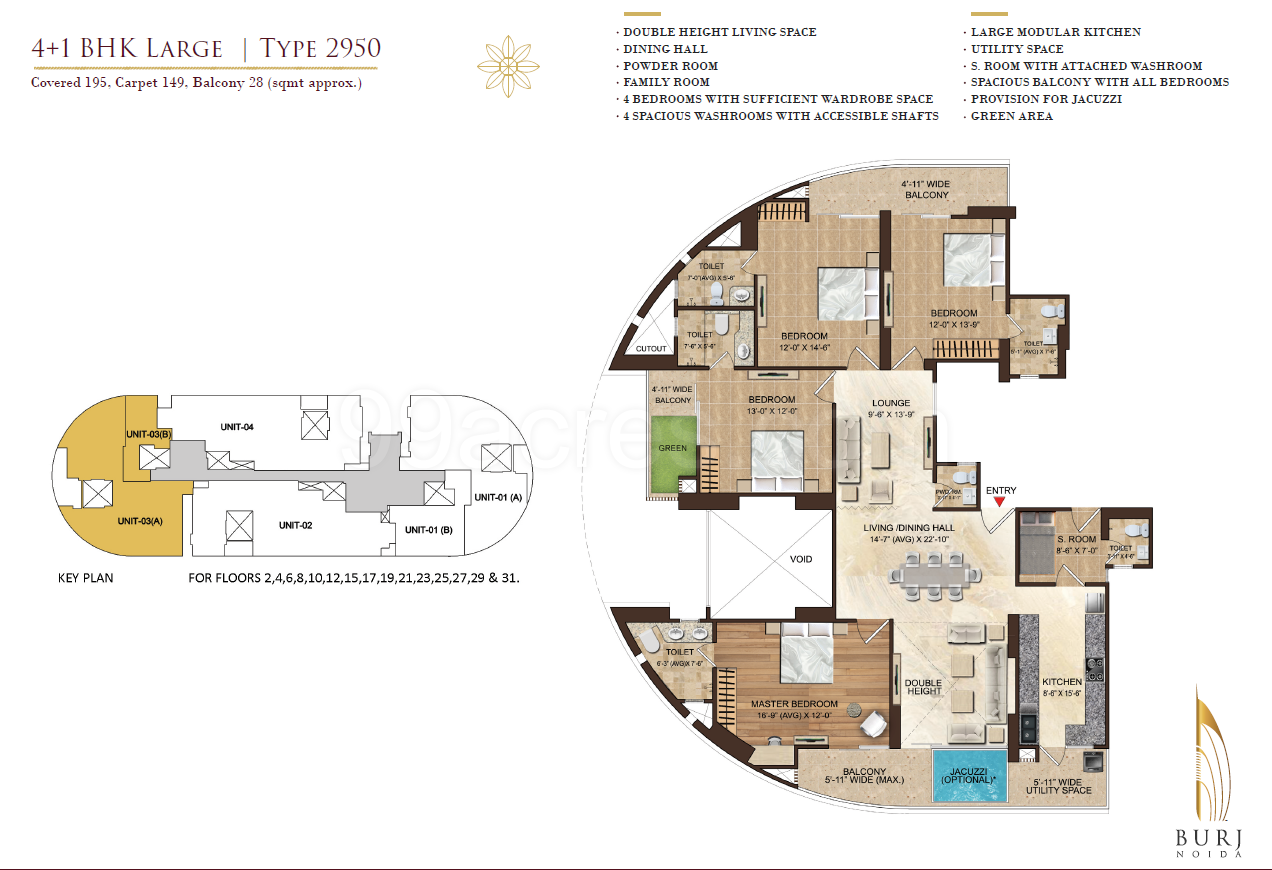 4+1 BHK Large | Type 2950
Covered 195, Carpet 149, Balcony 28 (sqmt approx.)
· DOUBLE HEIGHT LIVING SPACE
· DINING HALL
· POWDER ROOM
· FAMILY ROOM
· 4 BEDROOMS WITH SUFFICIENT WARDROBE SPACE
· 4 SPACIOUS WASHROOMS WITH ACCESSIBLE SHAFTS
· LARGE MODULAR KITCHEN
· UTILITY SPACE
· S. ROOM WITH ATTACHED WASHROOM
· SPACIOUS BALCONY WITH ALL BEDROOMS
· PROVISION FOR JACUZZI
· GREEN AREA
4'-11" WIDE
BALCONY
TOILET
7'-0"(AVG) X 5'-6"
TOILET
7'-6" X 5'-6"
CUTOUT
BEDROOM
12'-0" X 14'-6"
BEDROOM
12'-0" X 13'-9"
TOILET
4'-11" WIDE
BALCONY
GREEN
BEDROOM
13'-0" X 12'-0"
LOUNGE
9'-6" X 13'-9"
PWD. RM.
ENTRY
LIVING /DINING HALL
14'-7" (AVG) X 22'-10"
VOID
S. ROOM
8'-6" X 7'-0"
TOILET
TOILET
6'-3" (AVG)X 7'-6"
MASTER BEDROOM
16'-9" (AVG) X 12'-0"
DOUBLE
HEIGHT
KITCHEN
8'-6" X 15'-6"
BALCONY
5'-11" WIDE (MAX.)
JACUZZI
(OPTIONAL)*
5'-11" WIDE
UTILITY SPACE
UNIT-03(B)
UNIT-04
UNIT-03(A)
UNIT-02
UNIT-01 (B)
UNIT-01 (A)
KEY PLAN
FOR FLOORS 2,4,6,8,10,12,15,17,19,21,23,25,27,29 & 31.
BURJ
NOIDA